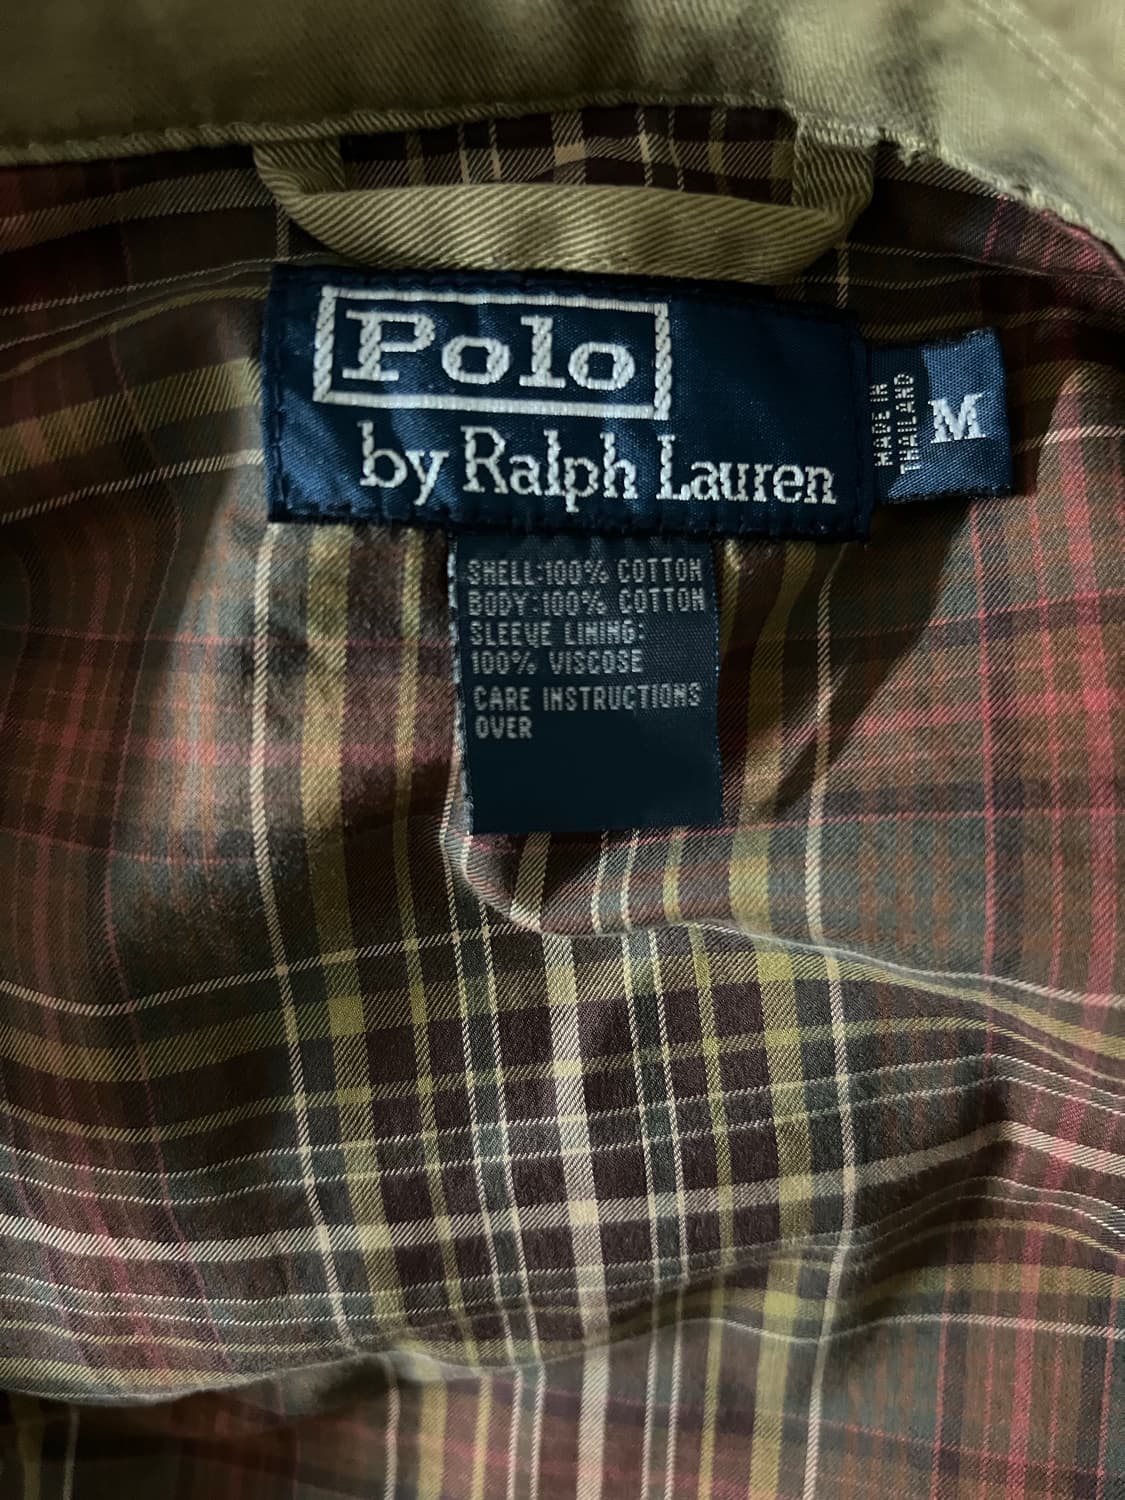 Polo
by Ralph Lauren
MADE IN
THAILAND
M
SHELL:100% COTTON
BODY:100% COTTON
SLEEVE LINING:
100% VISCOSE
CARE INSTRUCTIONS
OVER